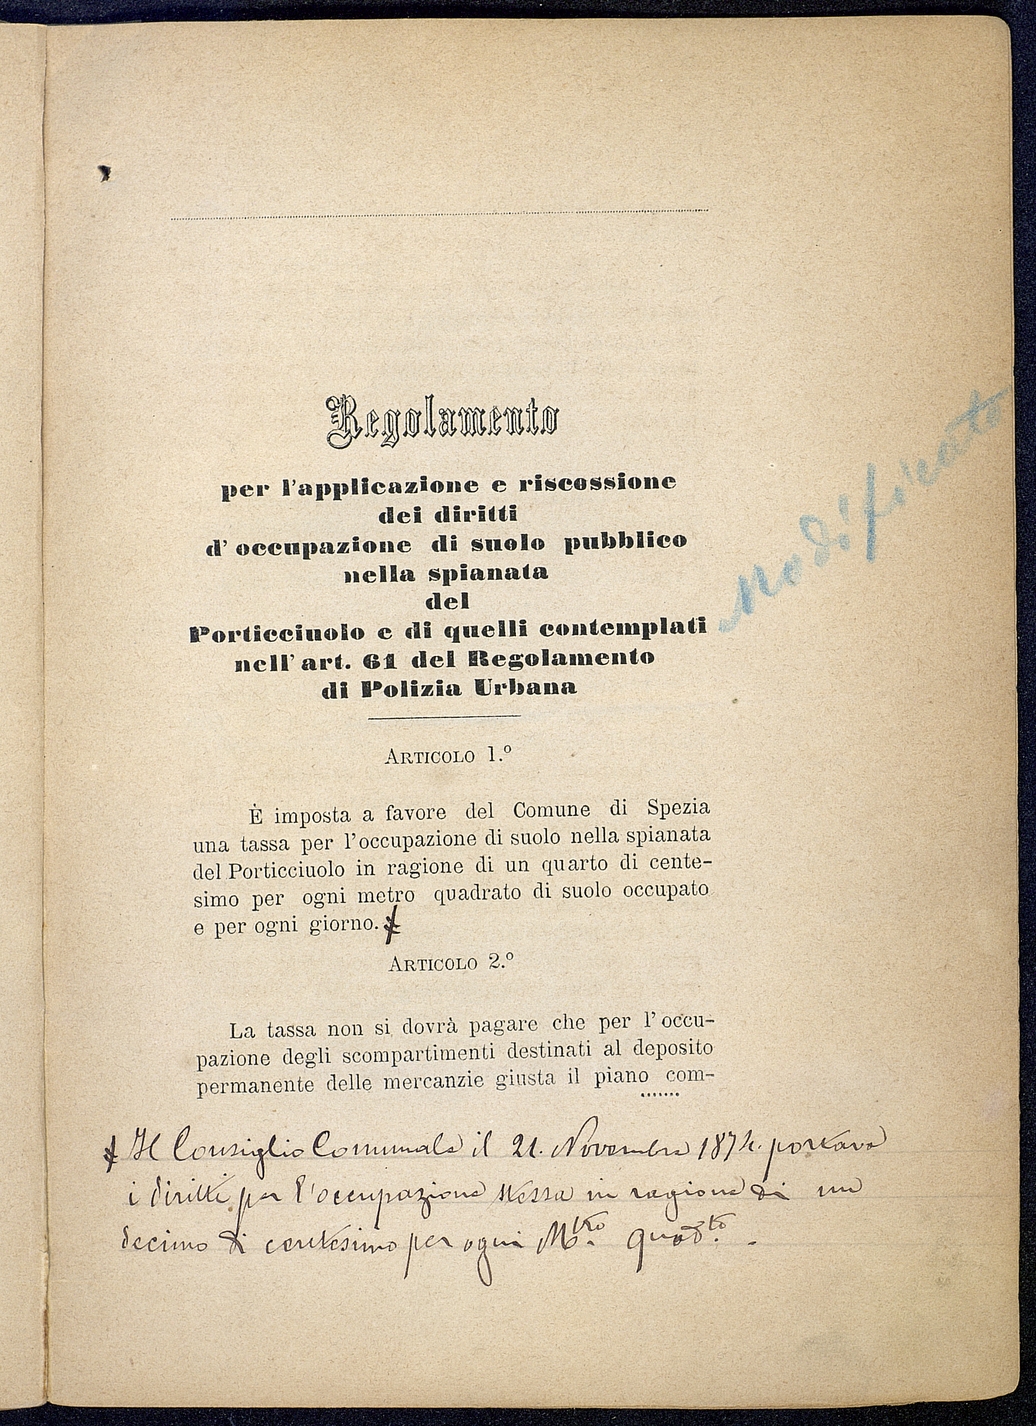 Regolamento
per l'applicazione e riscossione
dei diritti
d'occupazione di suolo pubblico
nella spianata
del
Porticciuolo e di quelli contemplati
nell'art. 61 del Regolamento
di Polizia Urbana
Modificato
Articolo 1.º
È imposta a favore del Comune di Spezia
una tassa per l'occupazione di suolo nella spianata
del Porticciuolo in ragione di un quarto di cente-
simo per ogni metro quadrato di suolo occupato
e per ogni giorno.
Articolo 2.º
La tassa non si dovrà pagare che per l'occu-
pazione degli scompartimenti destinati al deposito
permanente delle mercanzie giusta il piano com-
Il Consiglio Comunale il 21. Novembre 1874. portava
i diritti per l'occupazione stessa in ragione di un
decimo di centesimo per ogni Mtro. quadto.